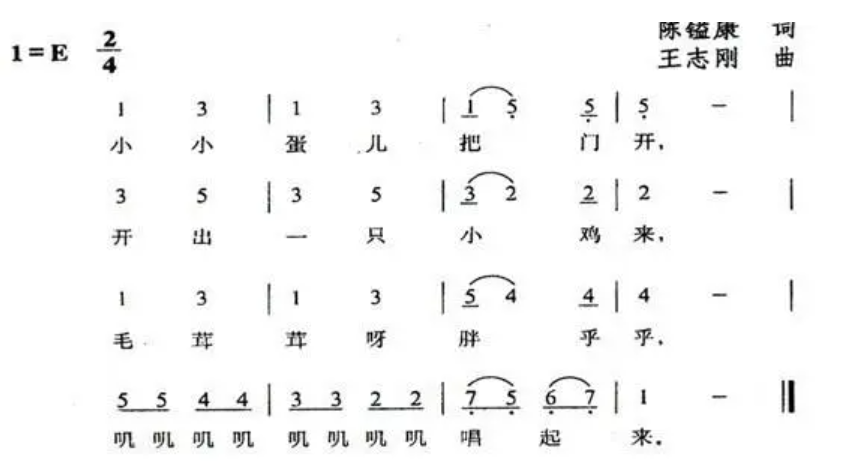 陈镒康 词
1=E 2/4
王志刚 曲
1 3 | 1 3 | 1 5 5 | 5 - |
小 小 蛋 儿 把 门 开,
3 5 | 3 5 | 3 2 2 | 2 - |
开 出 一 只 小 鸡 来,
1 3 | 1 3 | 5 4 4 | 4 - |
毛 茸 茸 呀 胖 乎 乎,
5 5 4 4 | 3 3 2 2 | 7 5 6 7 | 1 - ‖
叽 叽 叽 叽 叽 叽 叽 叽 唱 起 来。